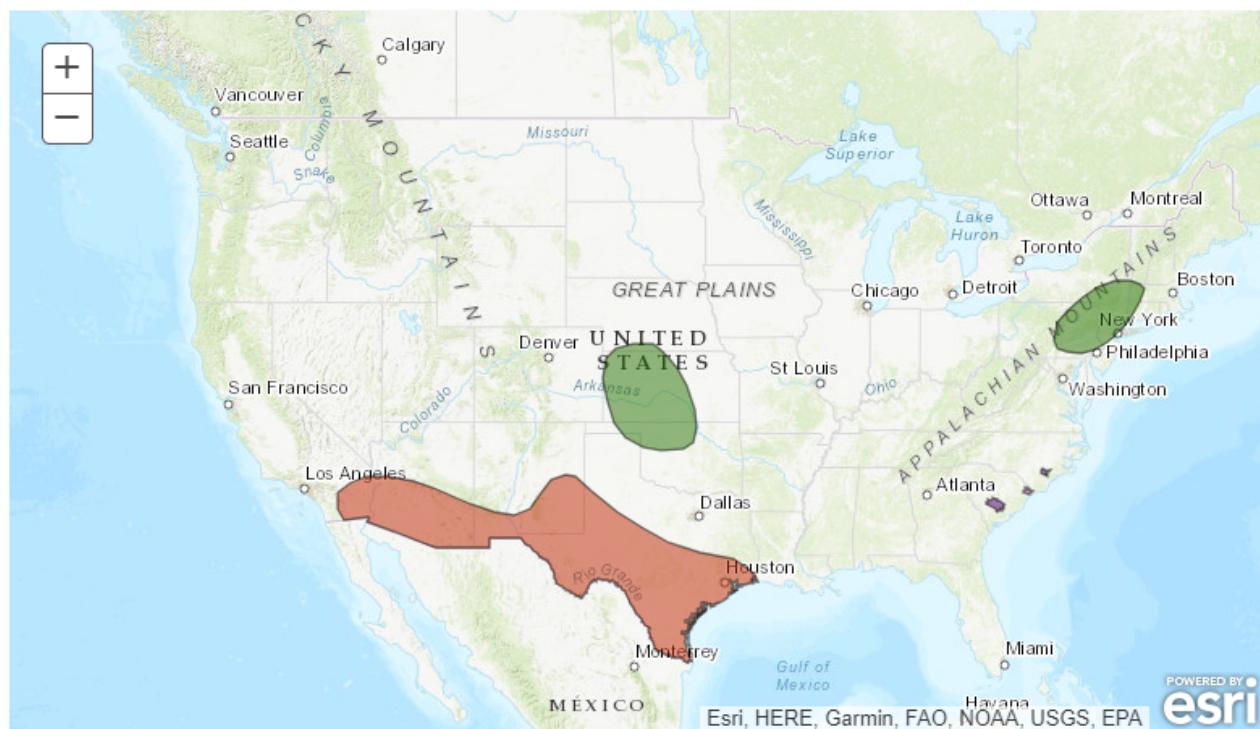 +
−
Calgary
Vancouver
Seattle
Columbia
Snake
ROCKY MOUNTAINS
Missouri
Mississippi
Lake
Superior
Lake
Huron
Ottawa
Montreal
Toronto
Boston
Chicago
Detroit
GREAT PLAINS
New York
Philadelphia
Washington
APPALACHIAN MOUNTAINS
Denver
UNITED
STATES
St Louis
Arkansas
Ohio
Colorado
San Francisco
Los Angeles
Atlanta
Dallas
Houston
Rio Grande
Monterrey
Miami
Gulf of
Mexico
MÉXICO
Havana
Esri, HERE, Garmin, FAO, NOAA, USGS, EPA
POWERED BY
esri